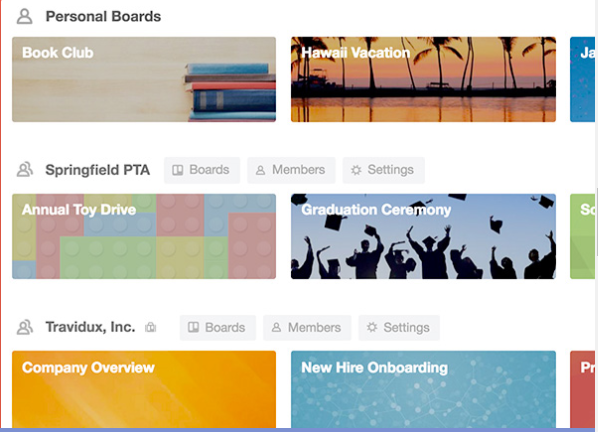 Personal Boards
Book Club
Hawaii Vacation
Ja
Springfield PTA Boards Members Settings
Annual Toy Drive
Graduation Ceremony
Sc
Travidux, Inc. Boards Members Settings
Company Overview
New Hire Onboarding
Pr